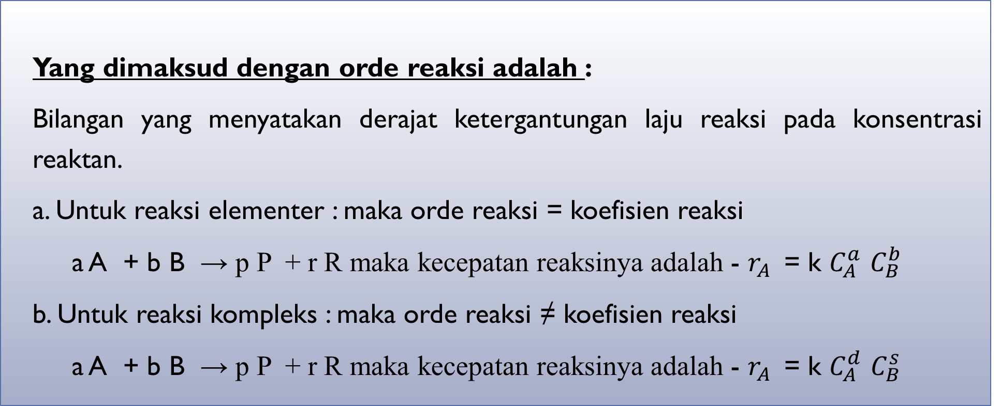 Yang dimaksud dengan orde reaksi adalah :
Bilangan yang menyatakan derajat ketergantungan laju reaksi pada konsentrasi
reaktan.
a. Untuk reaksi elementer : maka orde reaksi = koefisien reaksi
a A + b B → p P + r R maka kecepatan reaksinya adalah - $r_A$ = k $C_A^a$ $C_B^b$
b. Untuk reaksi kompleks : maka orde reaksi ≠ koefisien reaksi
a A + b B → p P + r R maka kecepatan reaksinya adalah - $r_A$ = k $C_A^d$ $C_B^s$